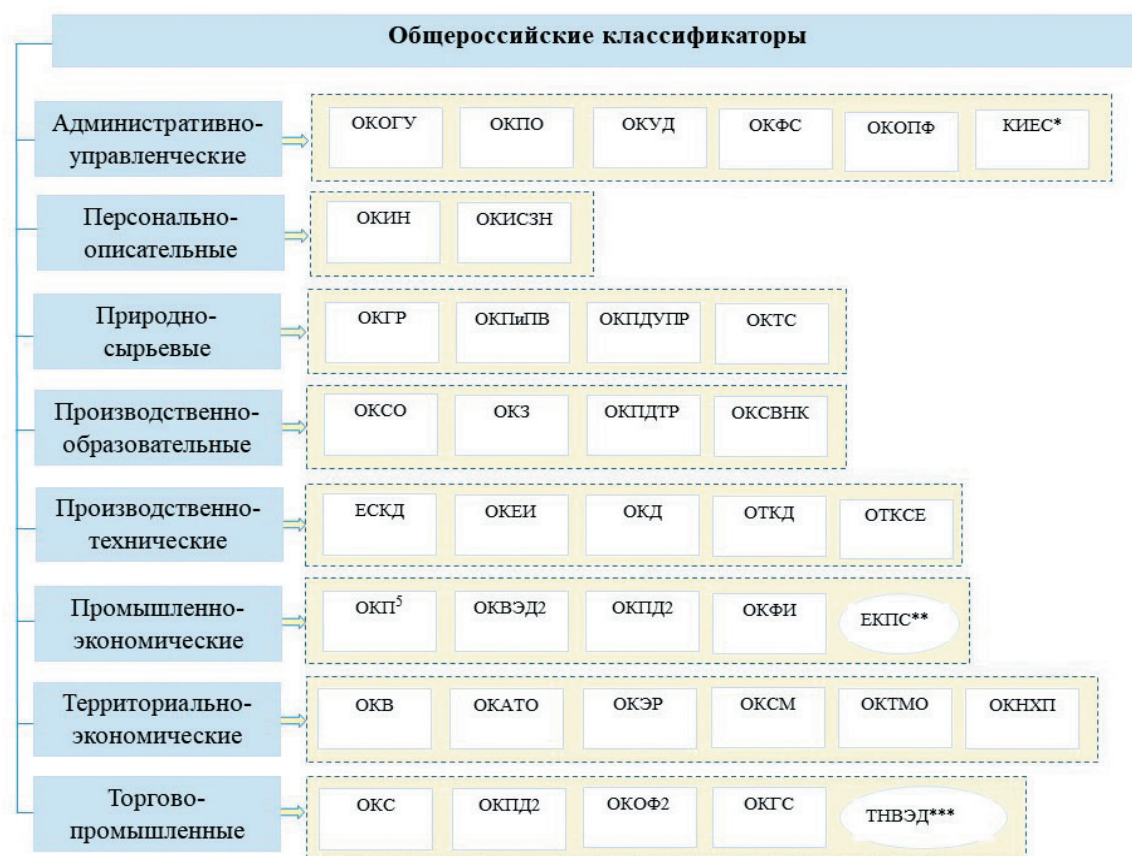 Общероссийские классификаторы
Административно-
управленческие
ОКОГУ ОКПО ОКУД ОКФС ОКОПФ КИЕС*
Персонально-
описательные
ОКИН ОКИСЗН
Природно-
сырьевые
ОКГР ОКПиПВ ОКПДУПР ОКТС
Производственно-
образовательные
ОКСО ОКЗ ОКПДТР ОКСВНК
Производственно-
технические
ЕСКД ОКЕИ ОКД ОТКД ОТКСЕ
Промышленно-
экономические
ОКП5 ОКВЭД2 ОКПД2 ОКФИ ЕКПС**
Территориально-
экономические
ОКВ ОКАТО ОКЭР ОКСМ ОКТМО ОКНХП
Торгово-
промышленные
ОКС ОКПД2 ОКОФ2 ОКГС ТНВЭД***